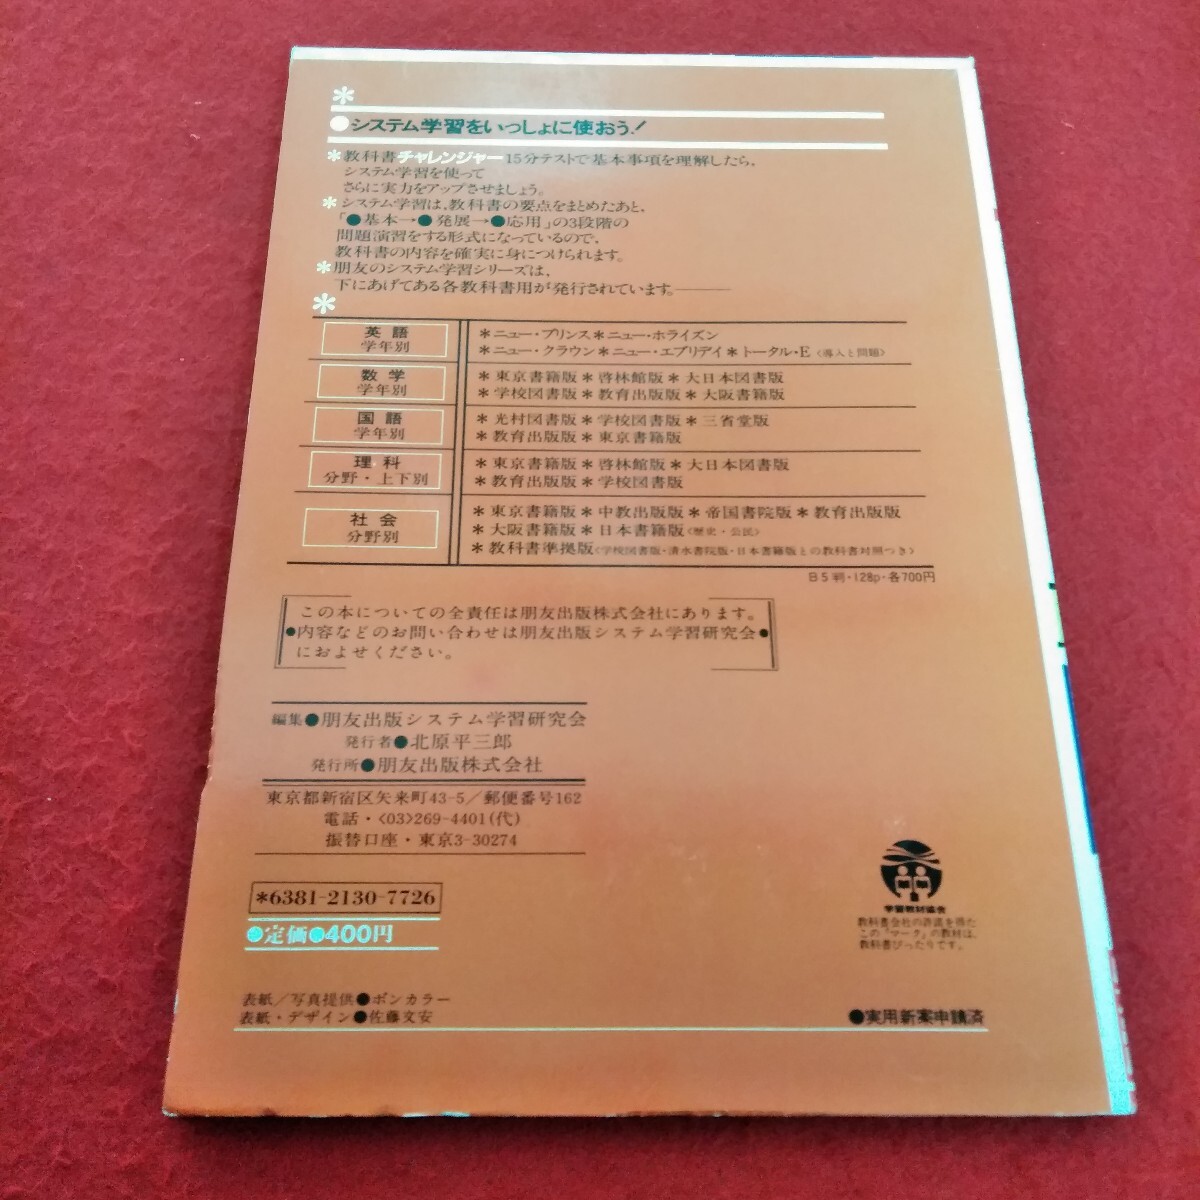 *
●システム学習をいっしょに使おう！
*教科書チャレンジャー15分テストで基本事項を理解したら、
システム学習を使って
さらに実力をアップさせましょう。
*システム学習は、教科書の要点をまとめたあと、
「●基本→●発展→●応用」の3段階の
問題演習をする形式になっているので、
教科書の内容を確実に身につけられます。
*朋友のシステム学習シリーズは、
下にあげてある各教科書用が発行されています。――
*
英語
学年別
*ニュー・プリンス*ニュー・ホライズン
*ニュー・クラウン*ニュー・エブリデイ*トータル・E〈導入と問題〉
数学
学年別
*東京書籍版*啓林館版*大日本図書版
*学校図書版*教育出版版*大阪書籍版
国語
学年別
*光村図書版*学校図書版*三省堂版
*教育出版版*東京書籍版
理科
分野・上下別
*東京書籍版*啓林館版*大日本図書版
*教育出版版*学校図書版
社会
分野別
*東京書籍版*中教出版版*帝国書院版*教育出版版
*大阪書籍版*日本書籍版〈歴史・公民〉
*教科書準拠版〈学校図書版・清水書院版・日本書籍版との教科書対照つき〉
B5判・128p・各700円
この本についての全責任は朋友出版株式会社にあります。
●内容などのお問い合わせは朋友出版システム学習研究会●
におよせください。
編集●朋友出版システム学習研究会
発行者●北原平三郎
発行所●朋友出版株式会社
東京都新宿区矢来町43-5／郵便番号162
電話・〈03〉269-4401(代)
振替口座・東京3-30274
*6381-2130-7726
●定価●400円
学習教材協会
教科書会社の許諾を得た
この「マーク」の教材は、
教科書ぴったりです。
表紙／写真提供●ボンカラー
表紙・デザイン●佐藤文安
●実用新案申請済